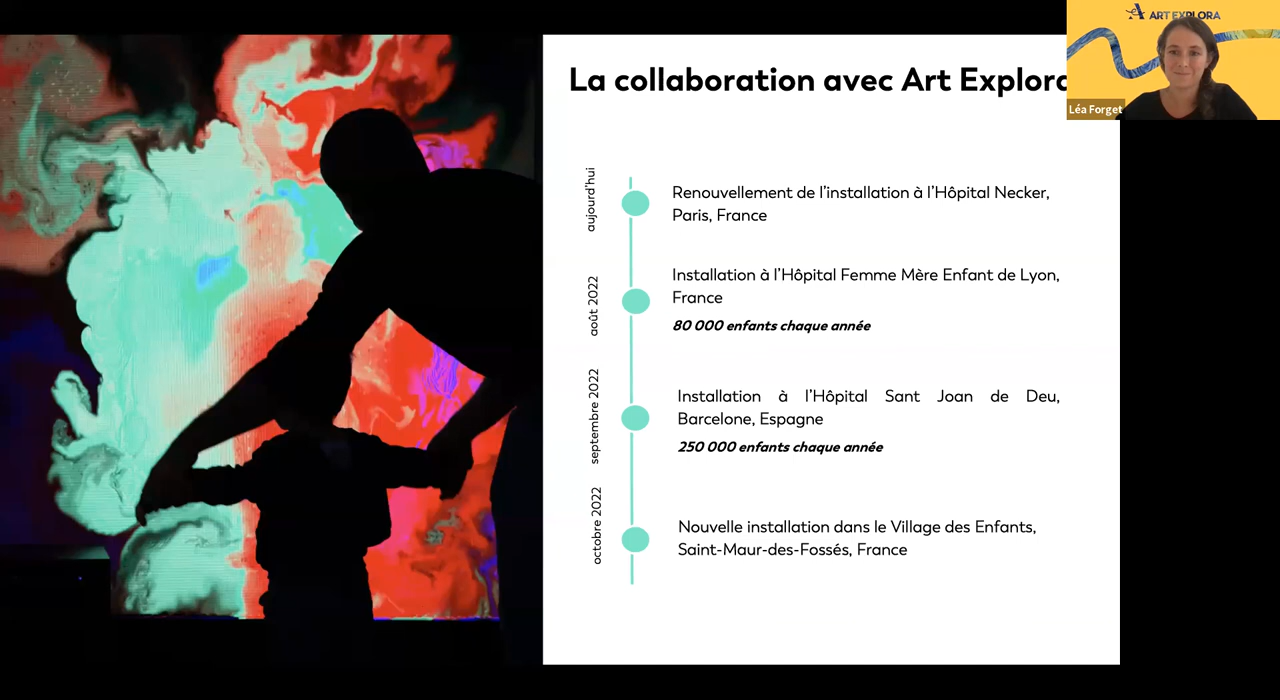 ART EXPLORA
La collaboration avec Art Explora
Léa Forget
aujourd'hui
Renouvellement de l'installation à l'Hôpital Necker,
Paris, France
août 2022
Installation à l'Hôpital Femme Mère Enfant de Lyon,
France
80 000 enfants chaque année
septembre 2022
Installation à l'Hôpital Sant Joan de Deu,
Barcelone, Espagne
250 000 enfants chaque année
octobre 2022
Nouvelle installation dans le Village des Enfants,
Saint-Maur-des-Fossés, France